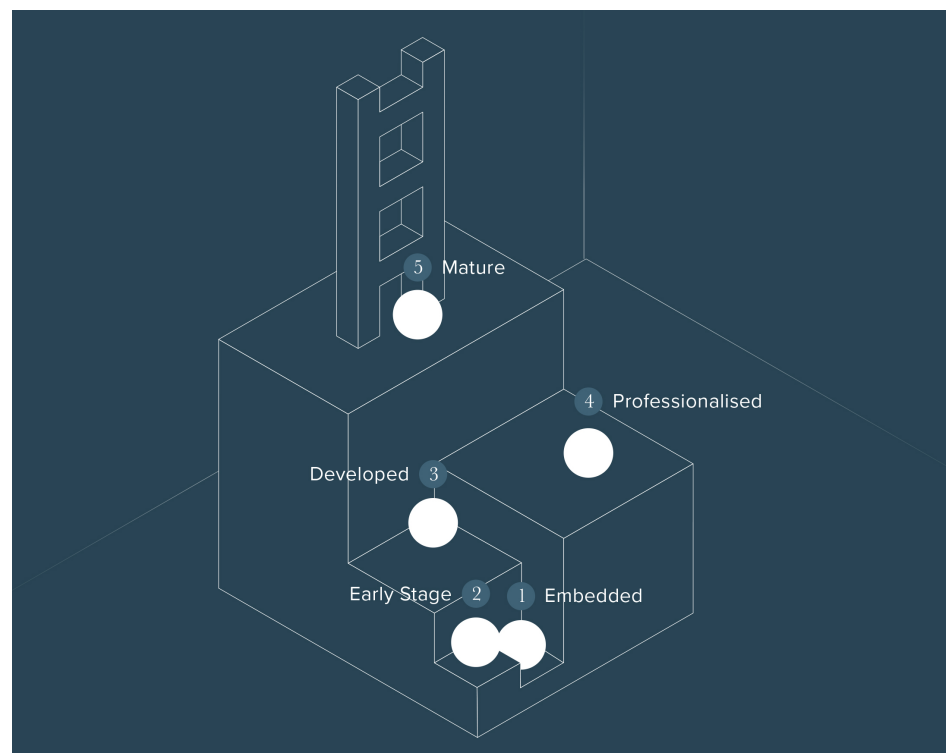 5 Mature
4 Professionalised
Developed 3
Early Stage 2
1 Embedded